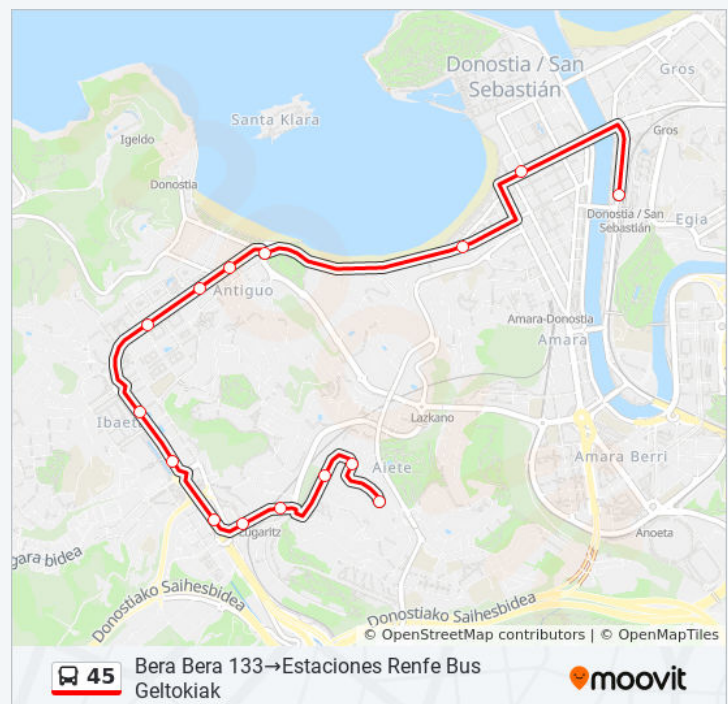 Donostia / San
Sebastián
Gros
Santa Klara
Gros
Igeldo
Donostia
Donostia / San
Sebastián
Egia
Antiguo
Amara-Donostia
Amara
Lazkano
Ibaeta
Aiete
Amara Berri
Lugaritz
Anoeta
gara bidea
Donostiako Saihesbidea
Donostiako Saihesbidea
© OpenStreetMap contributors | © OpenMapTiles
45
Bera Bera 133→Estaciones Renfe Bus
Geltokiak
moovit